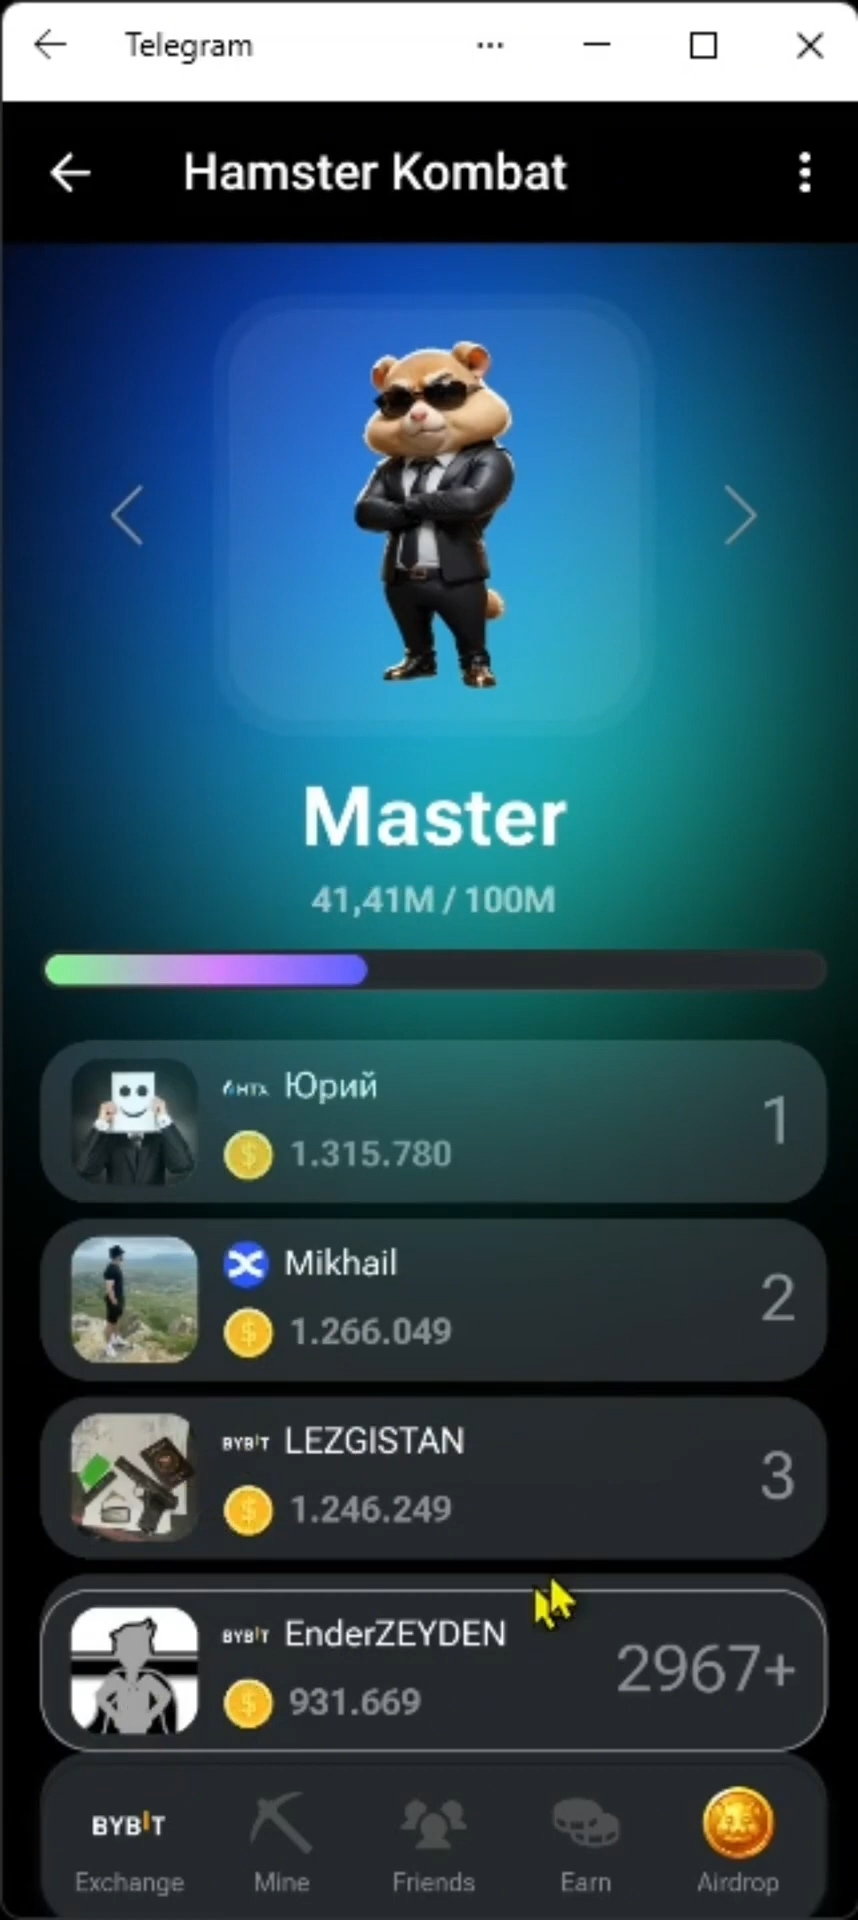 Telegram
Hamster Kombat
Master
41,41M / 100M
HTX Юрий
1.315.780
1
Mikhail
1.266.049
2
BYBIT LEZGISTAN
1.246.249
3
BYBIT EnderZEYDEN
931.669
2967+
BYBIT
Exchange
Mine
Friends
Earn
Airdrop